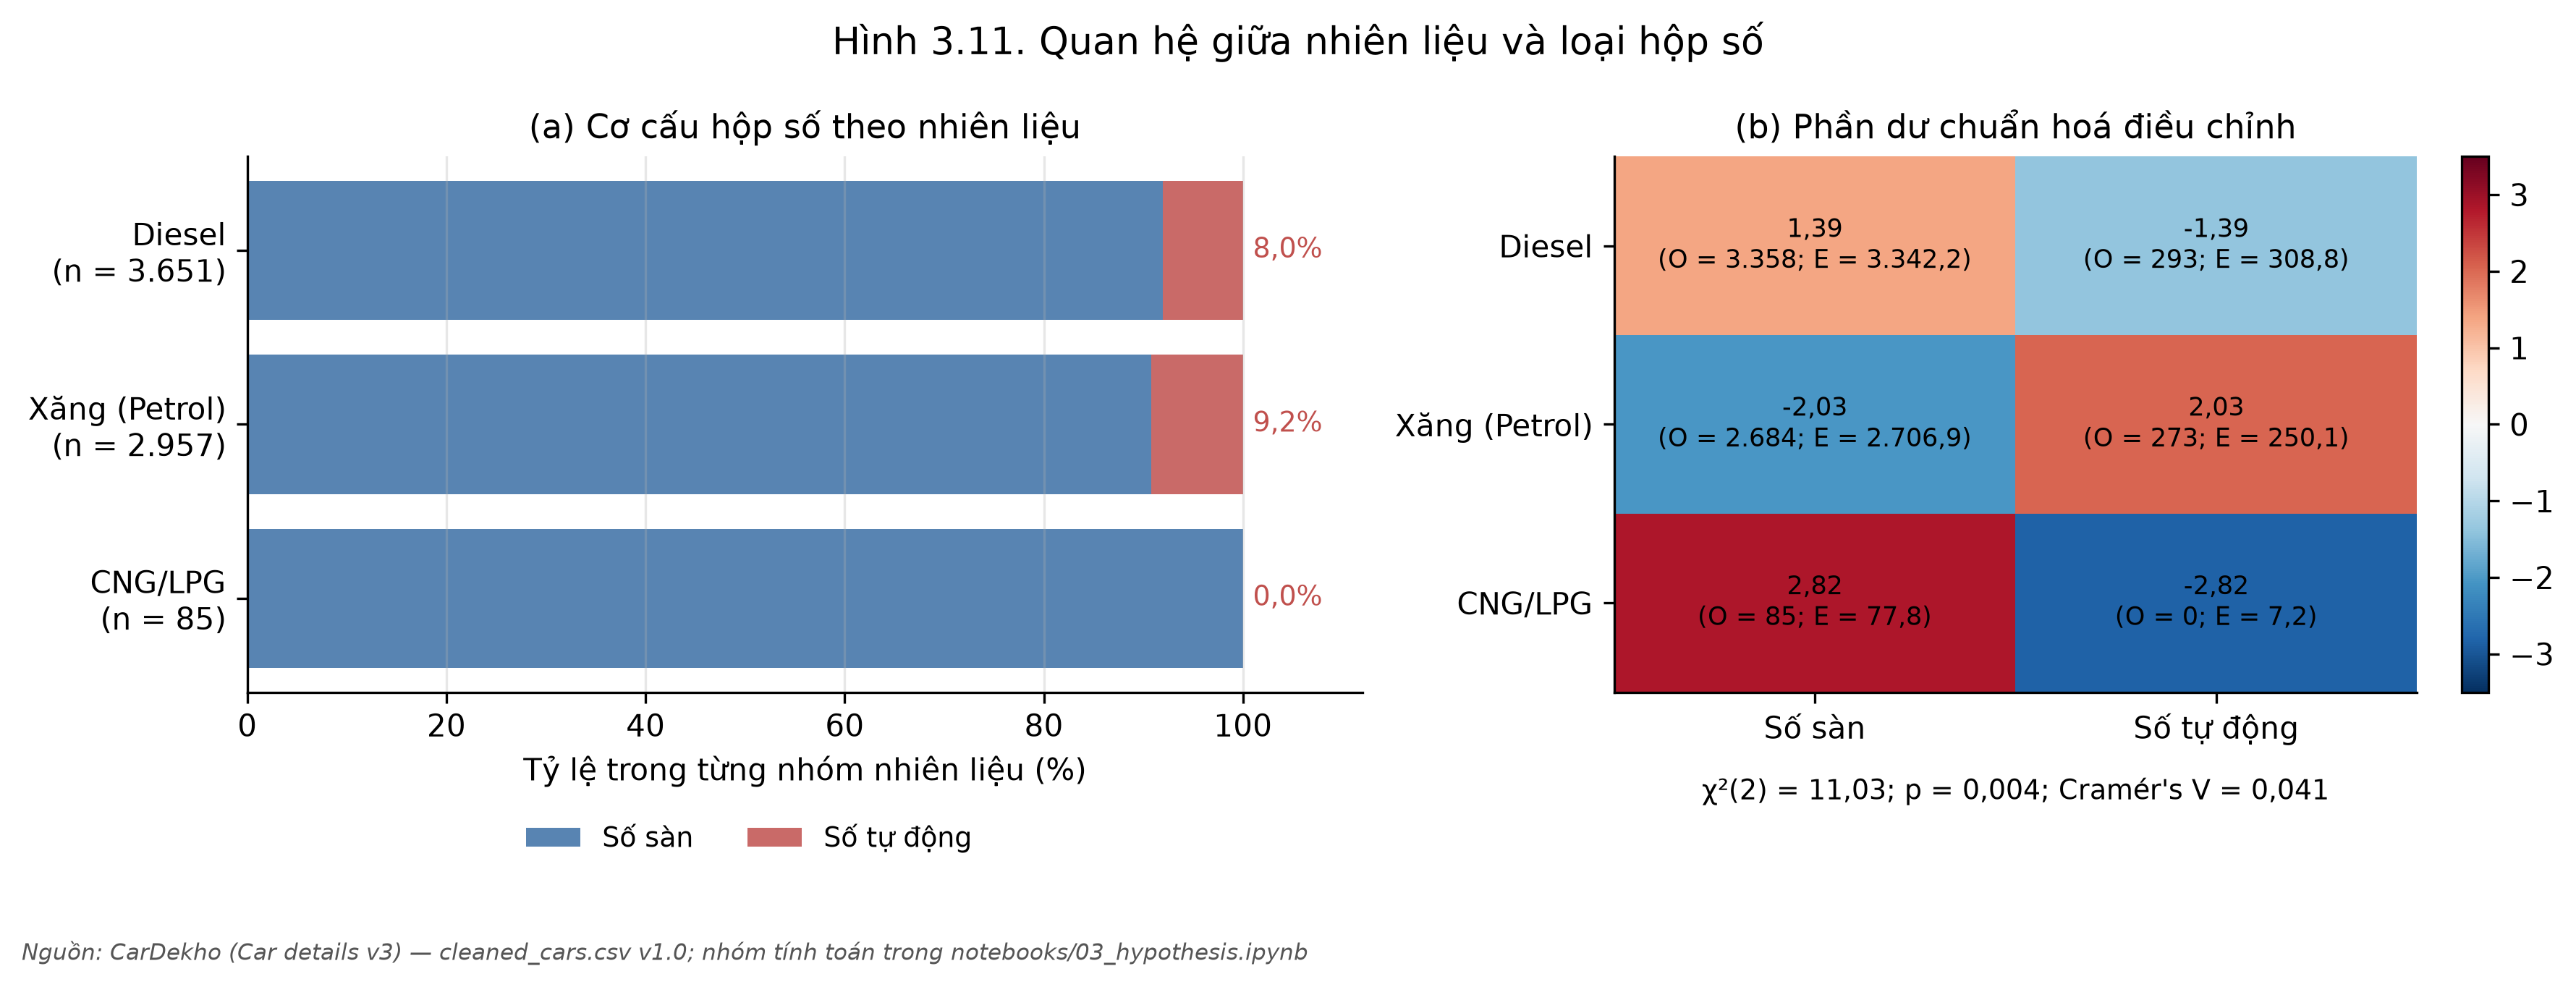 Hình 3.11. Quan hệ giữa nhiên liệu và loại hộp số
(a) Cơ cấu hộp số theo nhiên liệu
Diesel
(n = 3.651)
8,0%
Xăng (Petrol)
(n = 2.957)
9,2%
CNG/LPG
(n = 85)
0,0%
0 20 40 60 80 100
Tỷ lệ trong từng nhóm nhiên liệu (%)
Số sàn Số tự động
(b) Phần dư chuẩn hoá điều chỉnh
Diesel
1,39
(O = 3.358; E = 3.342,2)
-1,39
(O = 293; E = 308,8)
Xăng (Petrol)
-2,03
(O = 2.684; E = 2.706,9)
2,03
(O = 273; E = 250,1)
CNG/LPG
2,82
(O = 85; E = 77,8)
-2,82
(O = 0; E = 7,2)
Số sàn Số tự động
3
2
1
0
−1
−2
−3
χ²(2) = 11,03; p = 0,004; Cramér's V = 0,041
Nguồn: CarDekho (Car details v3) — cleaned_cars.csv v1.0; nhóm tính toán trong notebooks/03_hypothesis.ipynb